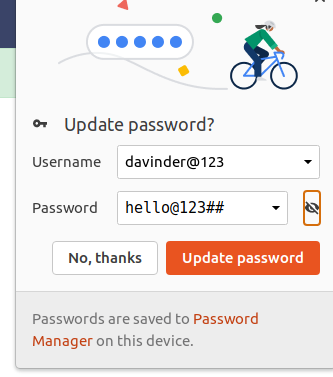 Update password?
Username davinder@123
Password hello@123##
No, thanks Update password
Passwords are saved to Password
Manager on this device.